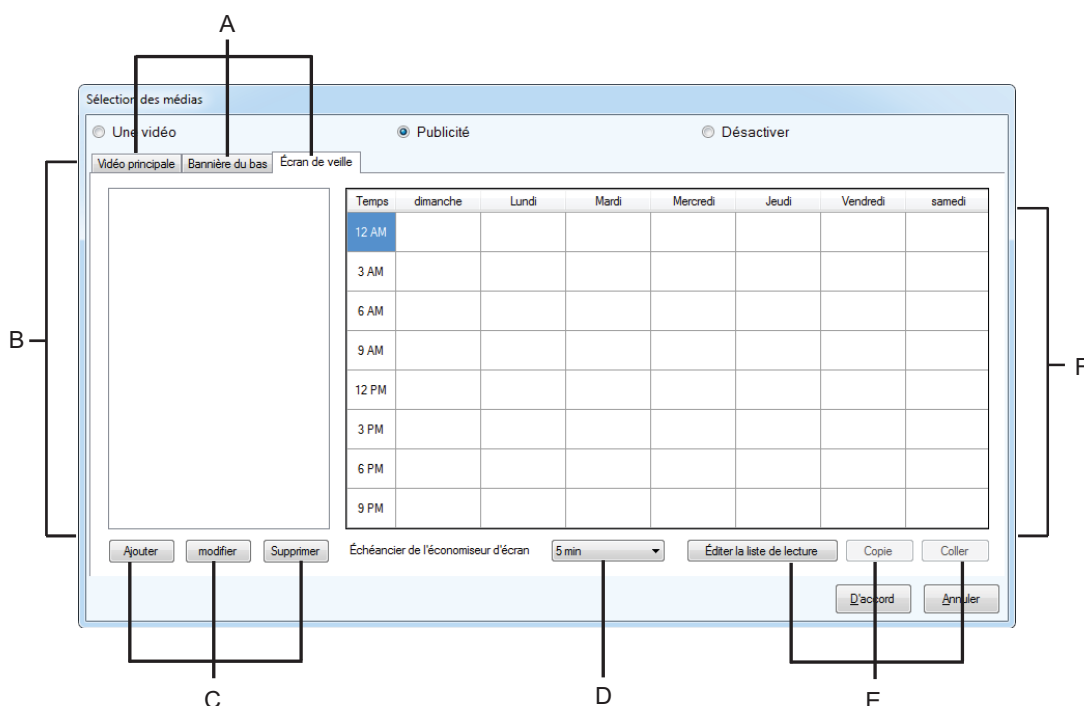 A
Sélection des médias
Une vidéo Publicité Désactiver
Vidéo principale Bannière du bas Écran de veille
Temps dimanche Lundi Mardi Mercredi Jeudi Vendredi samedi
12 AM
3 AM
6 AM
B
9 AM
F
12 PM
3 PM
6 PM
9 PM
Ajouter modifier Supprimer Échéancier de l'économiseur d'écran 5 min Éditer la liste de lecture Copie Coller
D'accord Annuler
C D E